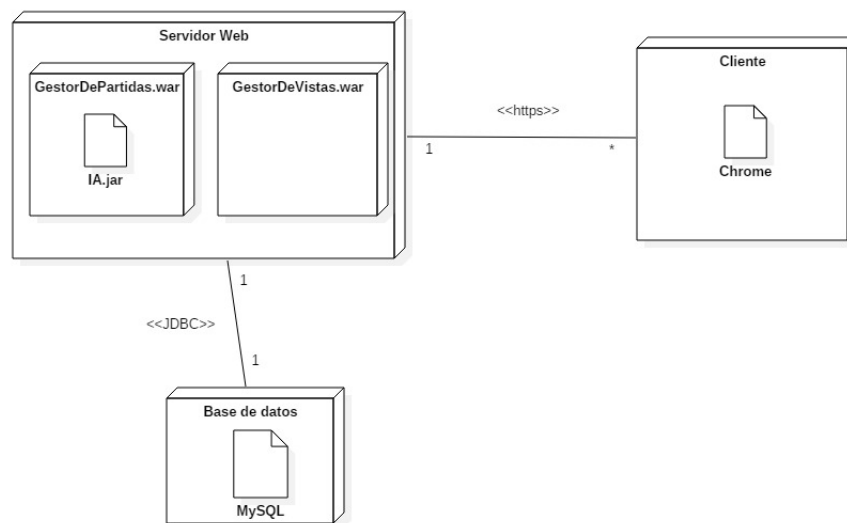 Servidor Web
GestorDePartidas.war
IA.jar
GestorDeVistas.war
<<https>>
1
*
Cliente
Chrome
1
<<JDBC>>
1
Base de datos
MySQL